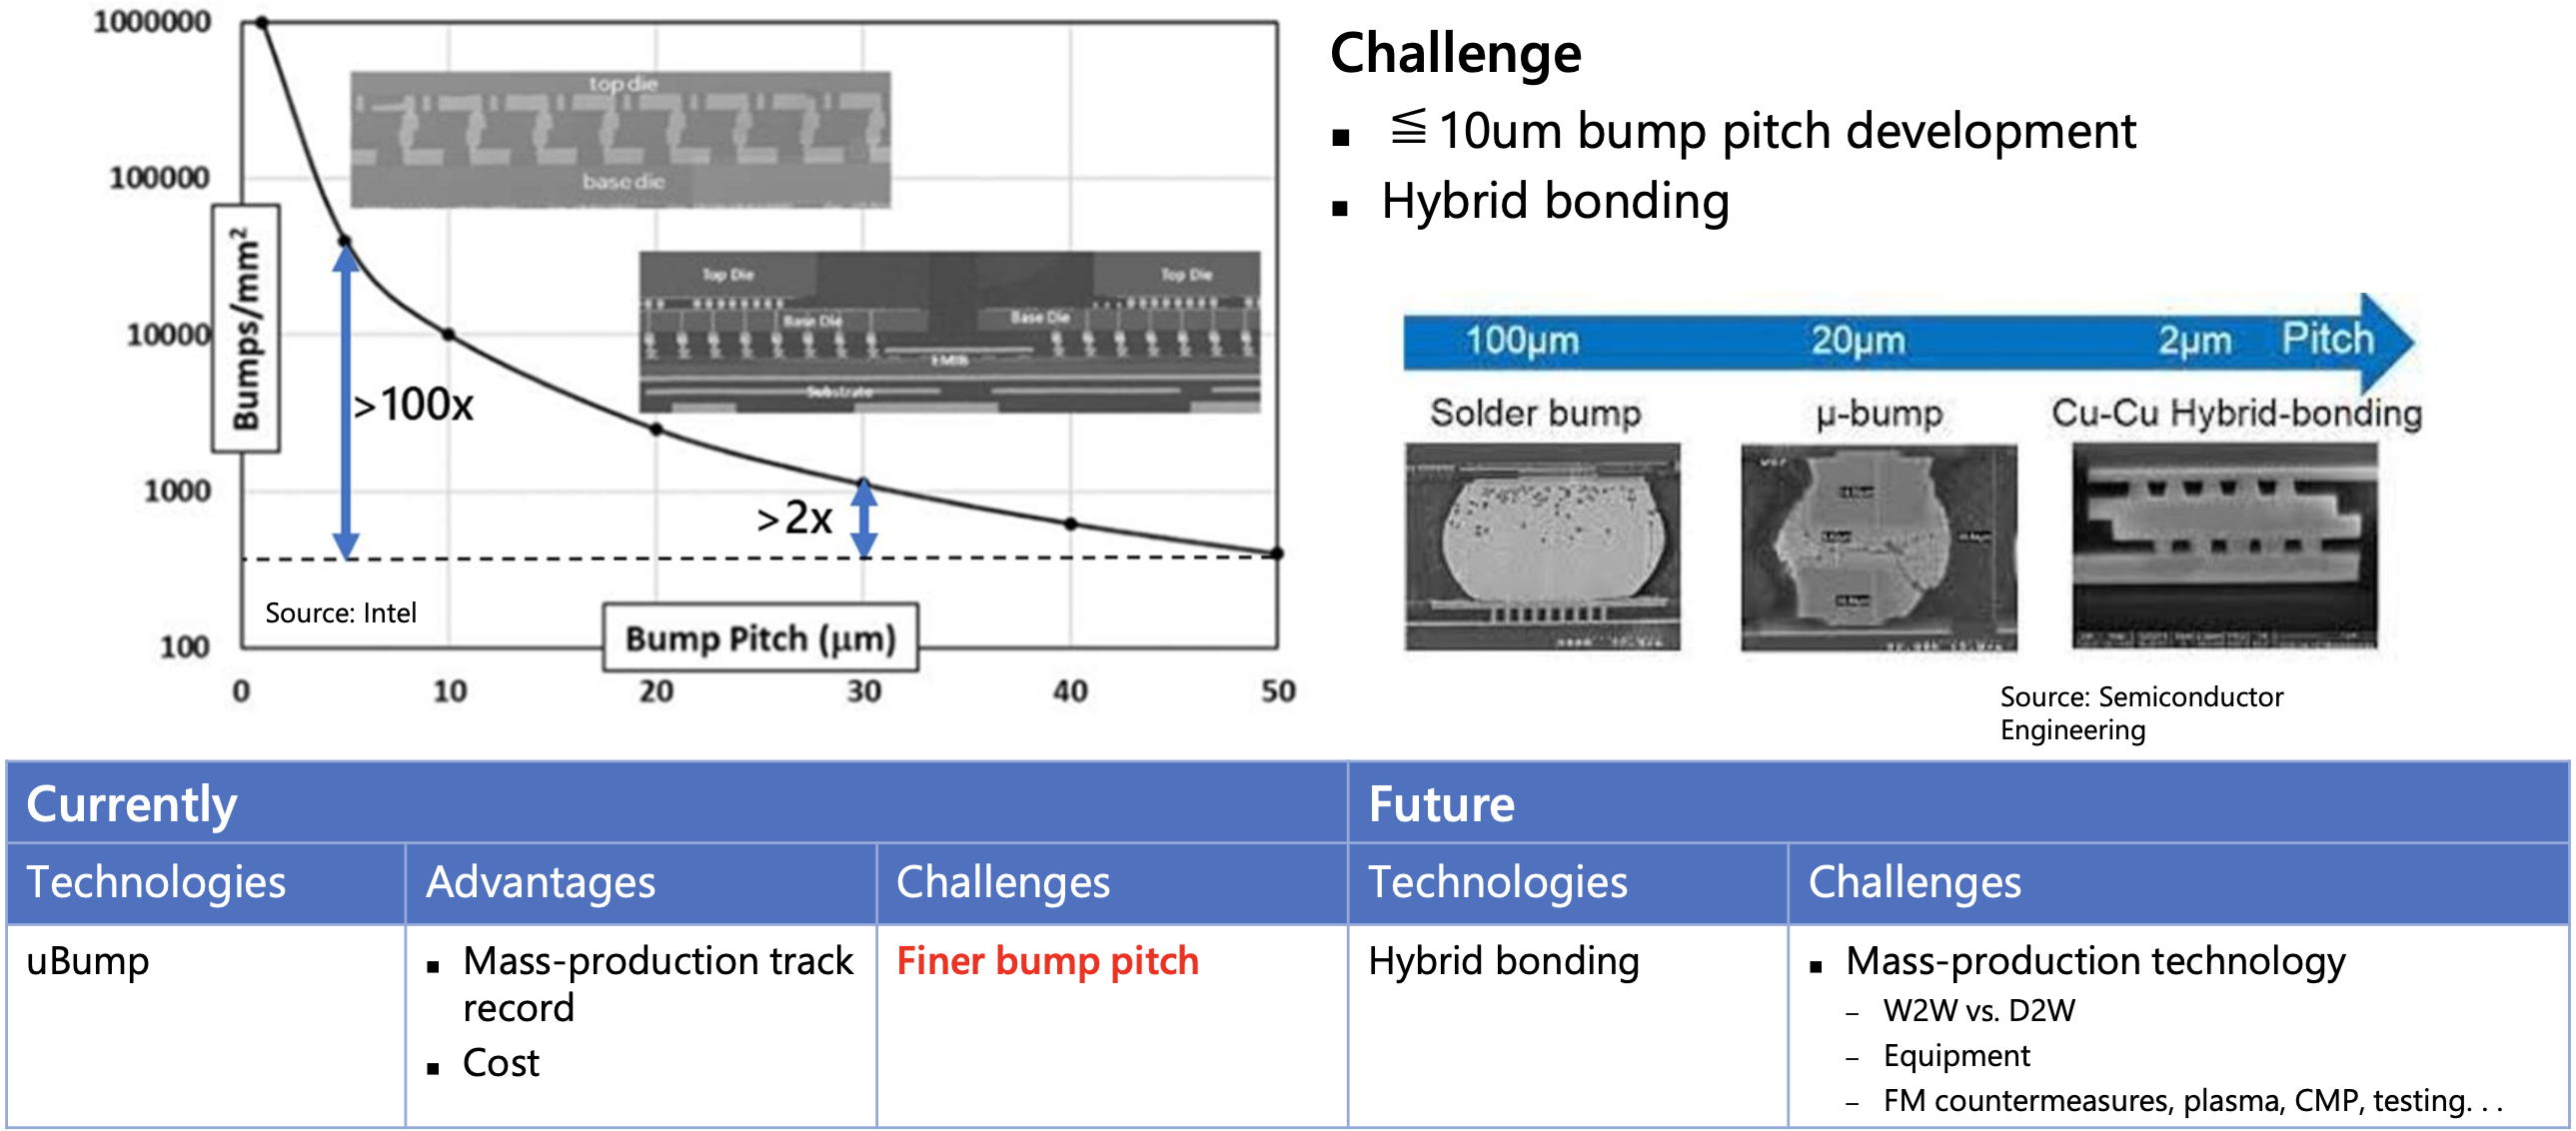 1000000
100000
10000
1000
100
Bumps/mm²
top die
base die
Top Die
Top Die
Base Die
Base Die
EMIB
Substrate
>100x
>2x
Source: Intel
Bump Pitch (μm)
0 10 20 30 40 50
Challenge
■ ≦10um bump pitch development
■ Hybrid bonding
100μm 20μm 2μm Pitch
Solder bump μ-bump Cu-Cu Hybrid-bonding
Source: Semiconductor
Engineering
Currently Future
Technologies Advantages Challenges Technologies Challenges
uBump
■ Mass-production track
record
■ Cost
Finer bump pitch
Hybrid bonding
■ Mass-production technology
– W2W vs. D2W
– Equipment
– FM countermeasures, plasma, CMP, testing. . .